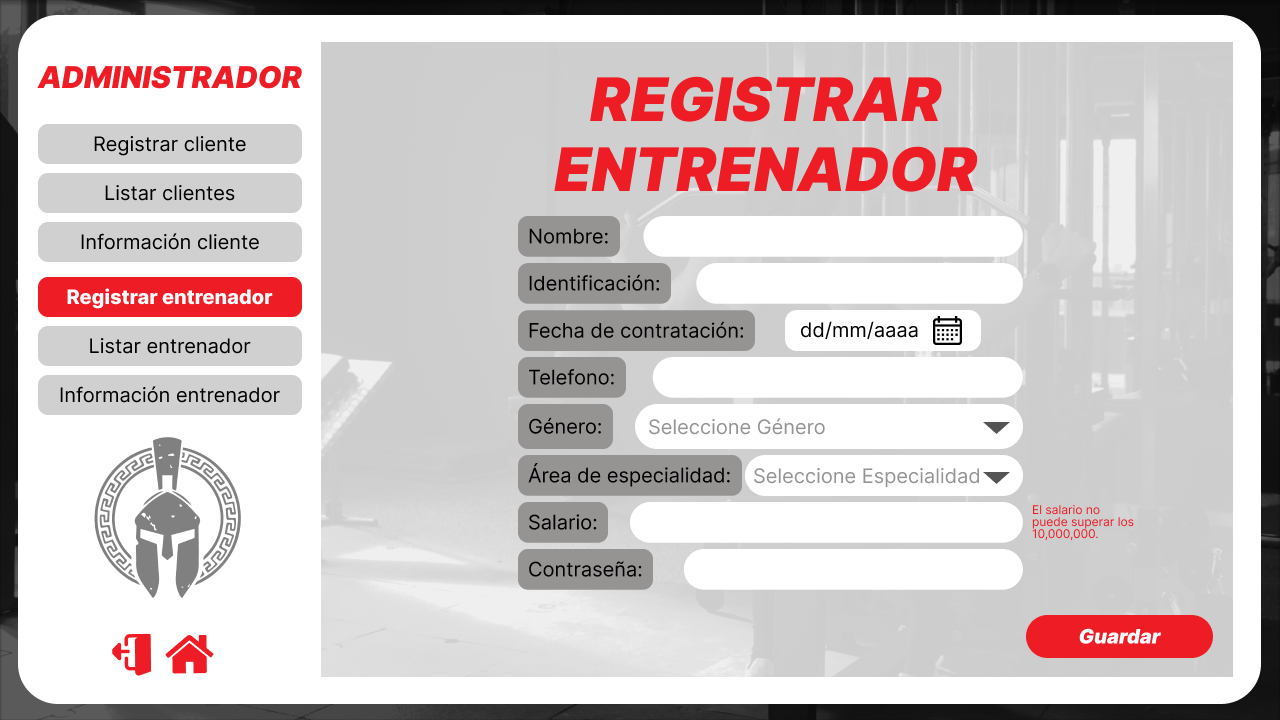 ADMINISTRADOR
Registrar cliente
Listar clientes
Información cliente
Registrar entrenador
Listar entrenador
Información entrenador
REGISTRAR
ENTRENADOR
Nombre:
Identificación:
Fecha de contratación: dd/mm/aaaa
Telefono:
Género: Seleccione Género
Área de especialidad: Seleccione Especialidad
Salario:
El salario no
puede superar los
10,000,000.
Contraseña:
Guardar